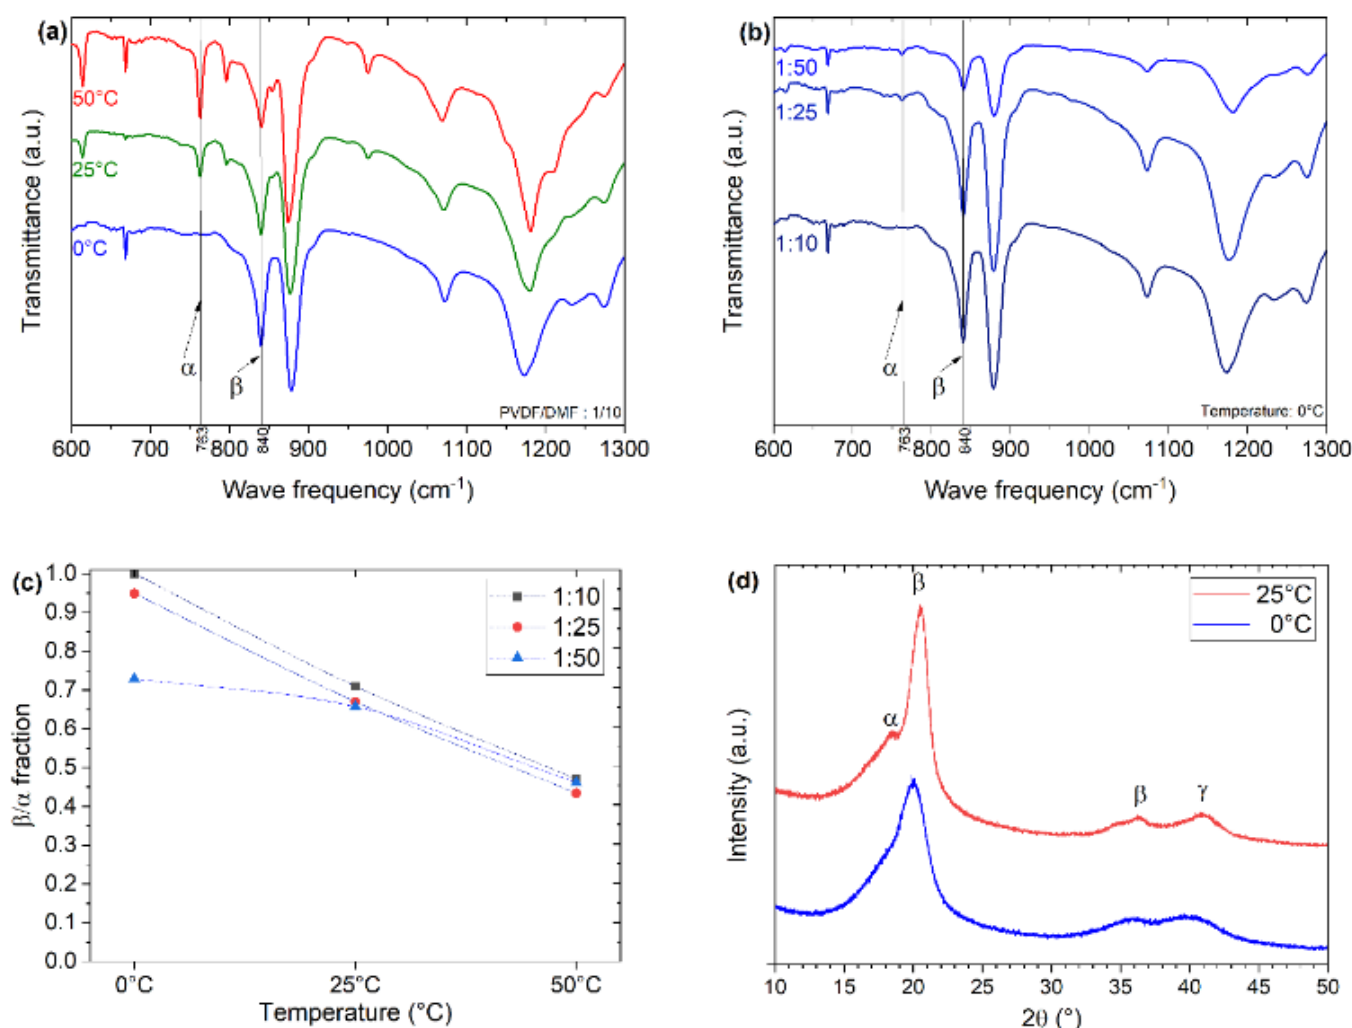 (a)
50°C
25°C
0°C
α
β
PVDF/DMF : 1/10
763
840
600 700 800 900 1000 1100 1200 1300
Wave frequency (cm⁻¹)
Transmittance (a.u.)
(b)
1:50
1:25
1:10
α
β
Temperature: 0°C
763
840
600 700 800 900 1000 1100 1200 1300
Wave frequency (cm⁻¹)
Transmittance (a.u.)
(c)
1:10
1:25
1:50
1.0
0.9
0.8
0.7
0.6
0.5
0.4
0.3
0.2
0.1
0.0
β/α fraction
0°C 25°C 50°C
Temperature (°C)
(d)
25°C
0°C
β
α
β γ
Intensity (a.u.)
10 15 20 25 30 35 40 45 50
2θ (°)